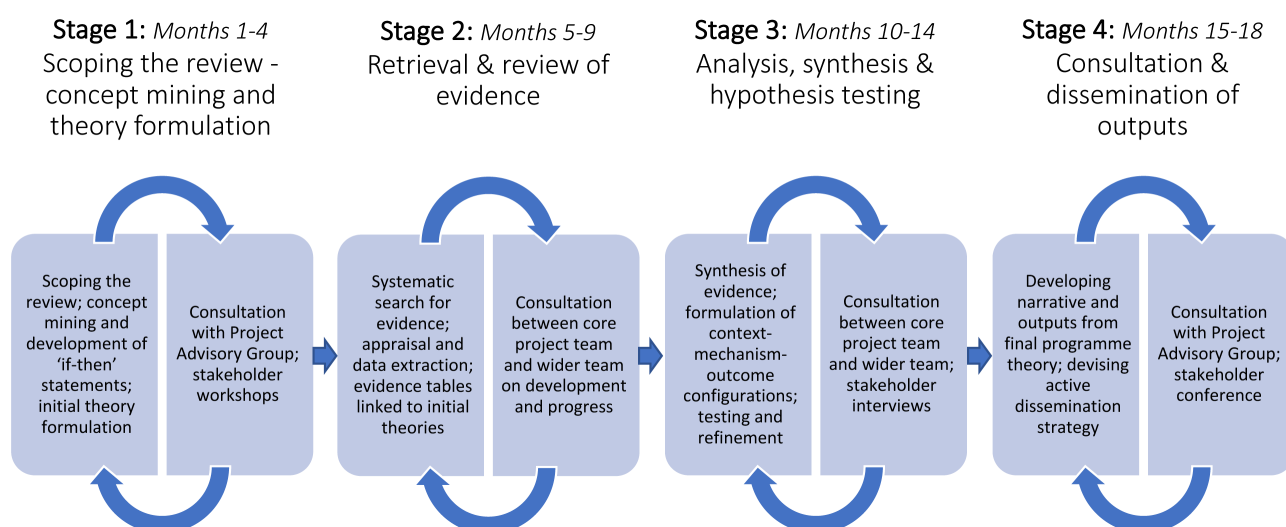 Stage 1: Months 1-4
Scoping the review -
concept mining and
theory formulation
Stage 2: Months 5-9
Retrieval & review of
evidence
Stage 3: Months 10-14
Analysis, synthesis &
hypothesis testing
Stage 4: Months 15-18
Consultation &
dissemination of
outputs
Scoping the
review; concept
mining and
development of
‘if-then’
statements;
initial theory
formulation
Consultation
with Project
Advisory Group;
stakeholder
workshops
Systematic
search for
evidence;
appraisal and
data extraction;
evidence tables
linked to initial
theories
Consultation
between core
project team
and wider team
on development
and progress
Synthesis of
evidence;
formulation of
context-
mechanism-
outcome
configurations;
testing and
refinement
Consultation
between core
project team
and wider team;
stakeholder
interviews
Developing
narrative and
outputs from
final programme
theory; devising
active
dissemination
strategy
Consultation
with Project
Advisory Group;
stakeholder
conference